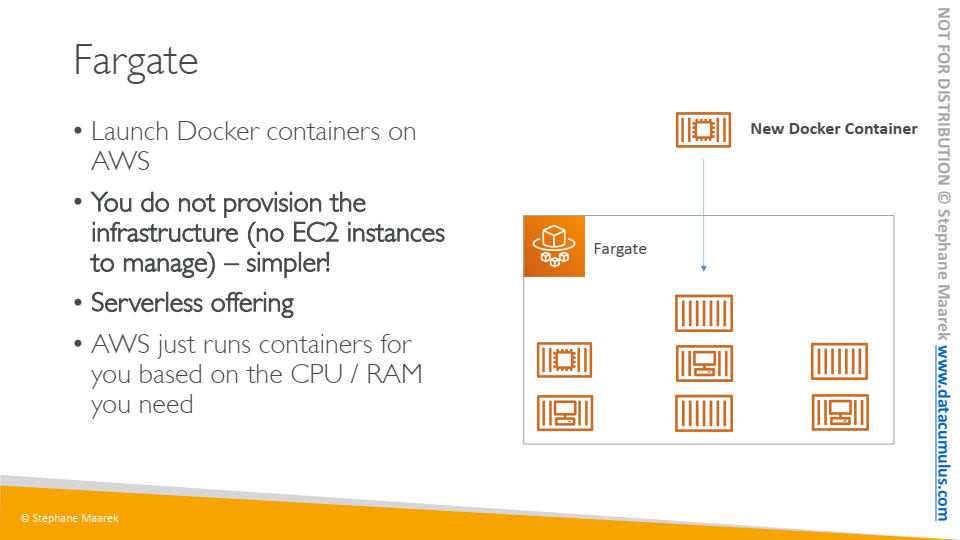 Fargate
• Launch Docker containers on
AWS
• You do not provision the
infrastructure (no EC2 instances
to manage) – simpler!
• Serverless offering
• AWS just runs containers for
you based on the CPU / RAM
you need
New Docker Container
Fargate
© Stephane Maarek
NOT FOR DISTRIBUTION © Stephane Maarek www.datacumulus.com